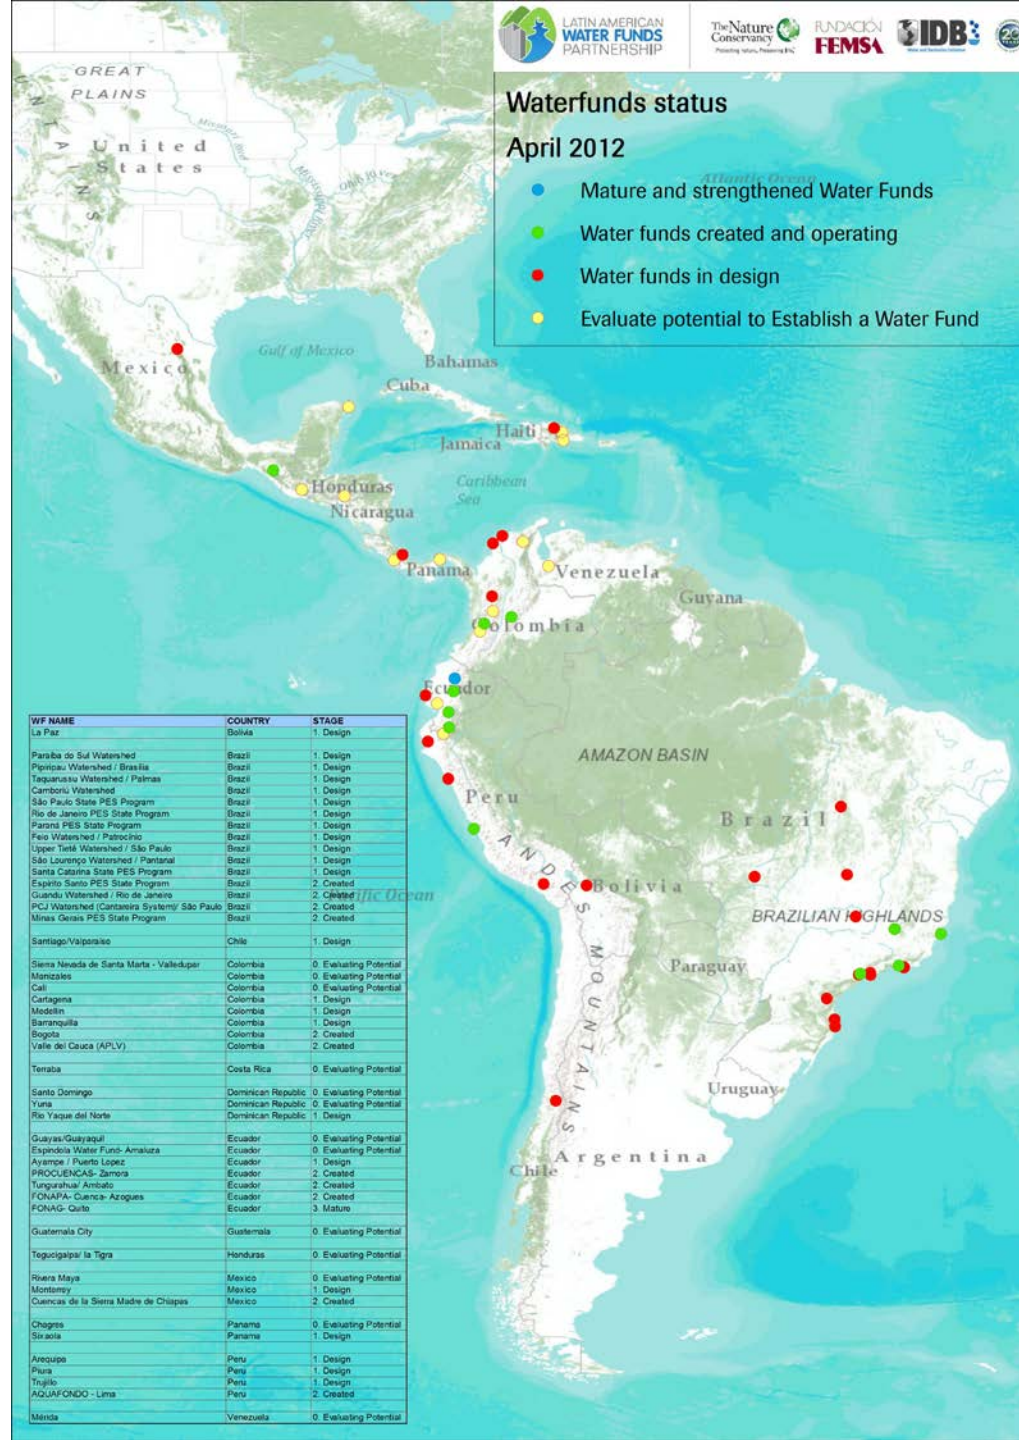 LATIN AMERICAN
WATER FUNDS
PARTNERSHIP
The Nature
Conservancy
Protecting nature. Preserving life.
FUNDACIÓN
FEMSA
IDB
20
Waterfunds status
April 2012
Mature and strengthened Water Funds
Water funds created and operating
Water funds in design
Evaluate potential to Establish a Water Fund
GREAT
PLAINS
United
States
Missouri River
Mississippi River
Ohio River
Atlantic Ocean
Mexico
Gulf of Mexico
Bahamas
Cuba
Haiti
Jamaica
Honduras
Caribbean
Sea
Nicaragua
Panama
Venezuela
Guyana
Colombia
Ecuador
AMAZON BASIN
Peru
Brazil
ANDES MOUNTAINS
Bolivia
Pacific Ocean
BRAZILIAN HIGHLANDS
Paraguay
Uruguay
Argentina
Chile
WF NAME COUNTRY STAGE
La Paz Bolivia 1. Design
Paraiba do Sul Watershed Brazil 1. Design
Pipiripau Watershed / Brasilia Brazil 1. Design
Taquarussu Watershed / Palmas Brazil 1. Design
Camboriú Watershed Brazil 1. Design
São Paulo State PES Program Brazil 1. Design
Rio de Janeiro PES State Program Brazil 1. Design
Paraná PES State Program Brazil 1. Design
Feio Watershed / Patrocínio Brazil 1. Design
Upper Tietê Watershed / São Paulo Brazil 1. Design
São Lourenço Watershed / Pantanal Brazil 1. Design
Santa Catarina State PES Program Brazil 1. Design
Espirito Santo PES State Program Brazil 2. Created
Guandu Watershed / Rio de Janeiro Brazil 2. Created
PCJ Watershed (Cantareira System)/ São Paulo Brazil 2. Created
Minas Gerais PES State Program Brazil 2. Created
Santiago/Valparaiso Chile 1. Design
Sierra Nevada de Santa Marta - Valledupar Colombia 0. Evaluating Potential
Manizales Colombia 0. Evaluating Potential
Cali Colombia 0. Evaluating Potential
Cartagena Colombia 1. Design
Medellin Colombia 1. Design
Barranquilla Colombia 1. Design
Bogota Colombia 2. Created
Valle del Cauca (APLV) Colombia 2. Created
Terraba Costa Rica 0. Evaluating Potential
Santo Domingo Dominican Republic 0. Evaluating Potential
Yuna Dominican Republic 0. Evaluating Potential
Rio Yaque del Norte Dominican Republic 1. Design
Guayas/Guayaquil Ecuador 0. Evaluating Potential
Espindola Water Fund- Amaluza Ecuador 0. Evaluating Potential
Ayampe / Puerto Lopez Ecuador 1. Design
PROCUENCAS- Zamora Ecuador 2. Created
Tungurahua/ Ambato Ecuador 2. Created
FONAPA- Cuenca- Azogues Ecuador 2. Created
FONAG- Quito Ecuador 3. Mature
Guatemala City Guatemala 0. Evaluating Potential
Tegucigalpa/ la Tigra Honduras 0. Evaluating Potential
Rivera Maya Mexico 0. Evaluating Potential
Monterrey Mexico 1. Design
Cuencas de la Sierra Madre de Chiapas Mexico 2. Created
Chagres Panama 0. Evaluating Potential
Sixaola Panama 1. Design
Arequipa Peru 1. Design
Piura Peru 1. Design
Trujillo Peru 1. Design
AQUAFONDO - Lima Peru 2. Created
Mérida Venezuela 0. Evaluating Potential